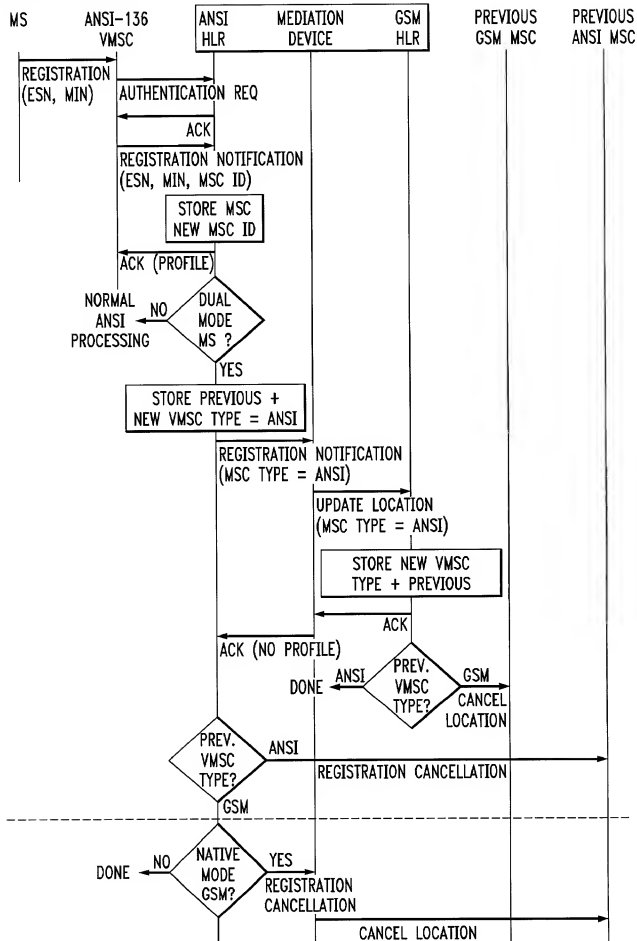 MS
ANSI-136
VMSC
ANSI
HLR
MEDIATION
DEVICE
GSM
HLR
PREVIOUS
GSM MSC
PREVIOUS
ANSI MSC
REGISTRATION
(ESN, MIN)
AUTHENTICATION REQ
ACK
REGISTRATION NOTIFICATION
(ESN, MIN, MSC ID)
STORE MSC
NEW MSC ID
ACK (PROFILE)
NORMAL
ANSI
PROCESSING
NO
DUAL
MODE
MS ?
YES
STORE PREVIOUS +
NEW VMSC TYPE = ANSI
REGISTRATION NOTIFICATION
(MSC TYPE = ANSI)
UPDATE LOCATION
(MSC TYPE = ANSI)
STORE NEW VMSC
TYPE + PREVIOUS
ACK
ACK (NO PROFILE)
DONE
ANSI
PREV.
VMSC
TYPE?
GSM
CANCEL
LOCATION
PREV.
VMSC
TYPE?
ANSI
REGISTRATION CANCELLATION
GSM
DONE
NO
NATIVE
MODE
GSM?
YES
REGISTRATION
CANCELLATION
CANCEL LOCATION